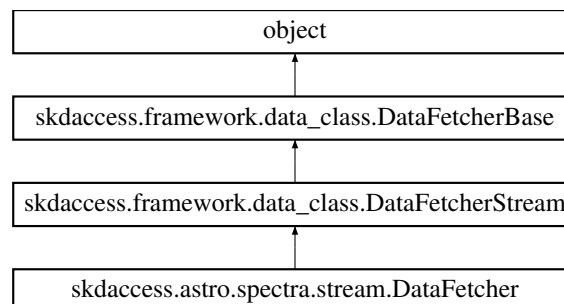 object
skdaccess.framework.data_class.DataFetcherBase
skdaccess.framework.data_class.DataFetcherStream
skdaccess.astro.spectra.stream.DataFetcher